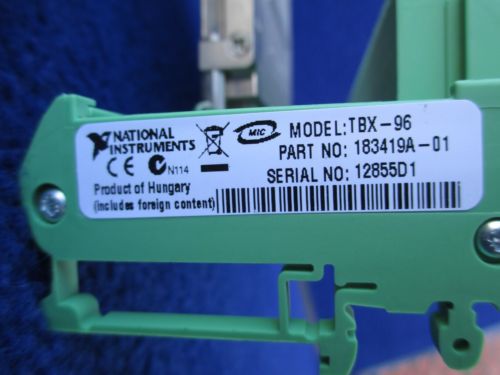 NATIONAL
INSTRUMENTS
CE N114
Product of Hungary
(includes foreign content)
MIC
MODEL:TBX-96
PART NO: 183419A-01
SERIAL NO: 12855D1